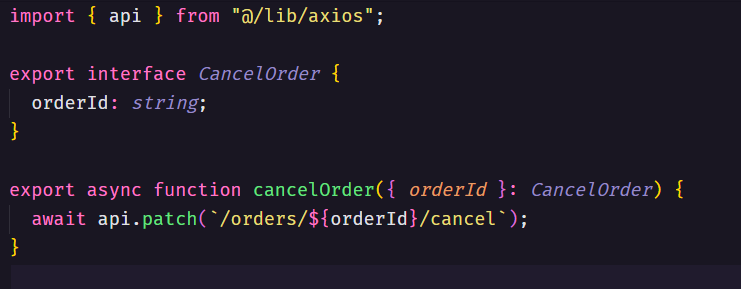 import { api } from "@/lib/axios";
export interface CancelOrder {
orderId: string;
}
export async function cancelOrder({ orderId }: CancelOrder) {
await api.patch(`/orders/${orderId}/cancel`);
}